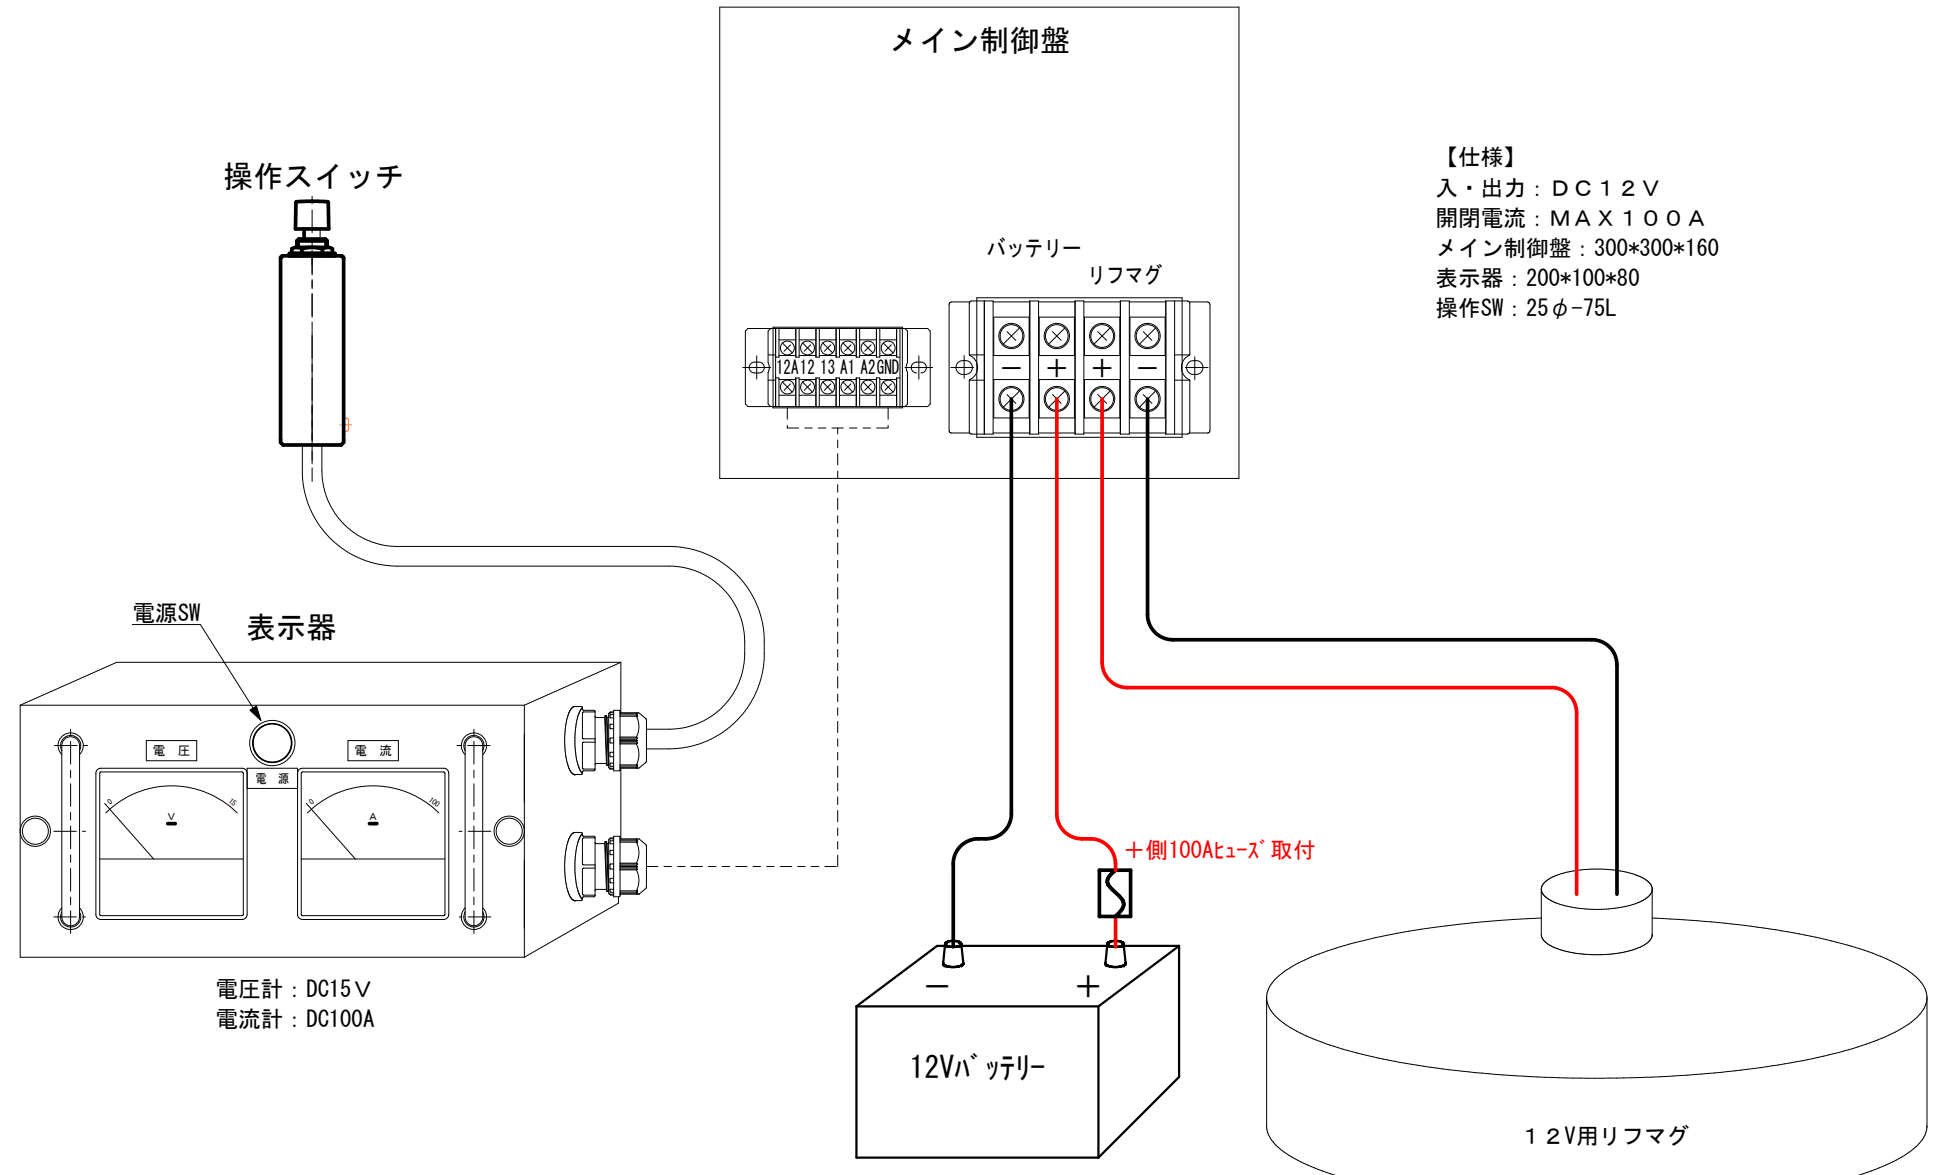 メイン制御盤
操作スイッチ
【仕様】
入・出力：ＤＣ１２Ｖ
開閉電流：ＭＡＸ１００Ａ
メイン制御盤：300*300*160
表示器：200*100*80
操作SW：25φ-75L
バッテリー
リフマグ
12A 12 13 A1 A2 GND
－ ＋ ＋ －
電源SW
表示器
電 圧
電 流
電 源
0 15
V
0 100
A
＋側100Aﾋｭｰｽﾞ取付
電圧計：DC15Ｖ
電流計：DC100A
－ ＋
12Vﾊﾞｯﾃﾘｰ
１２V用リフマグ